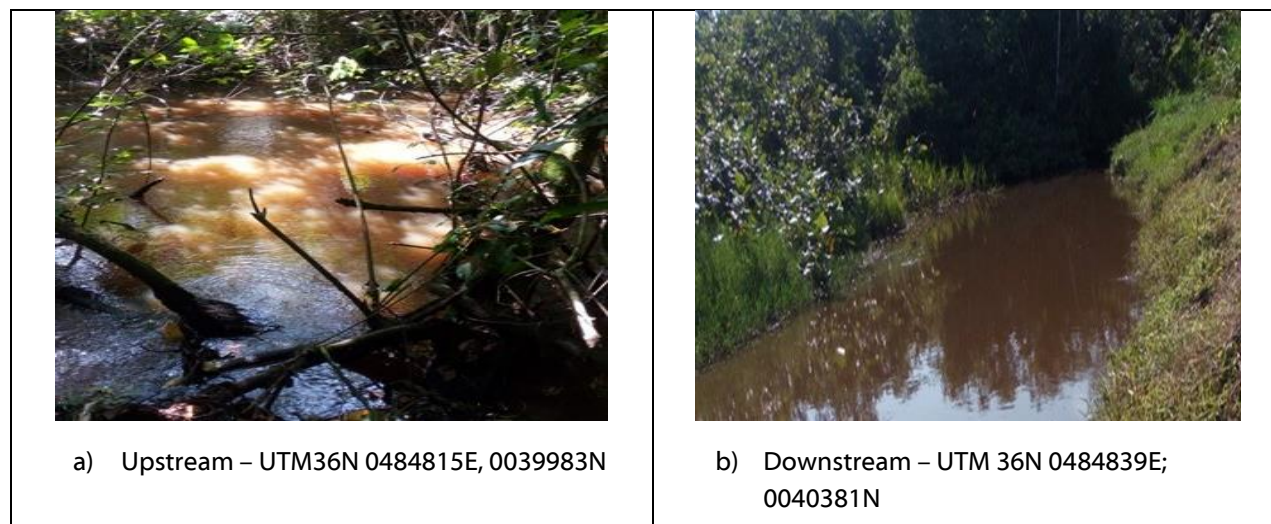 a) Upstream – UTM36N 0484815E, 0039983N
b) Downstream – UTM 36N 0484839E;
0040381N